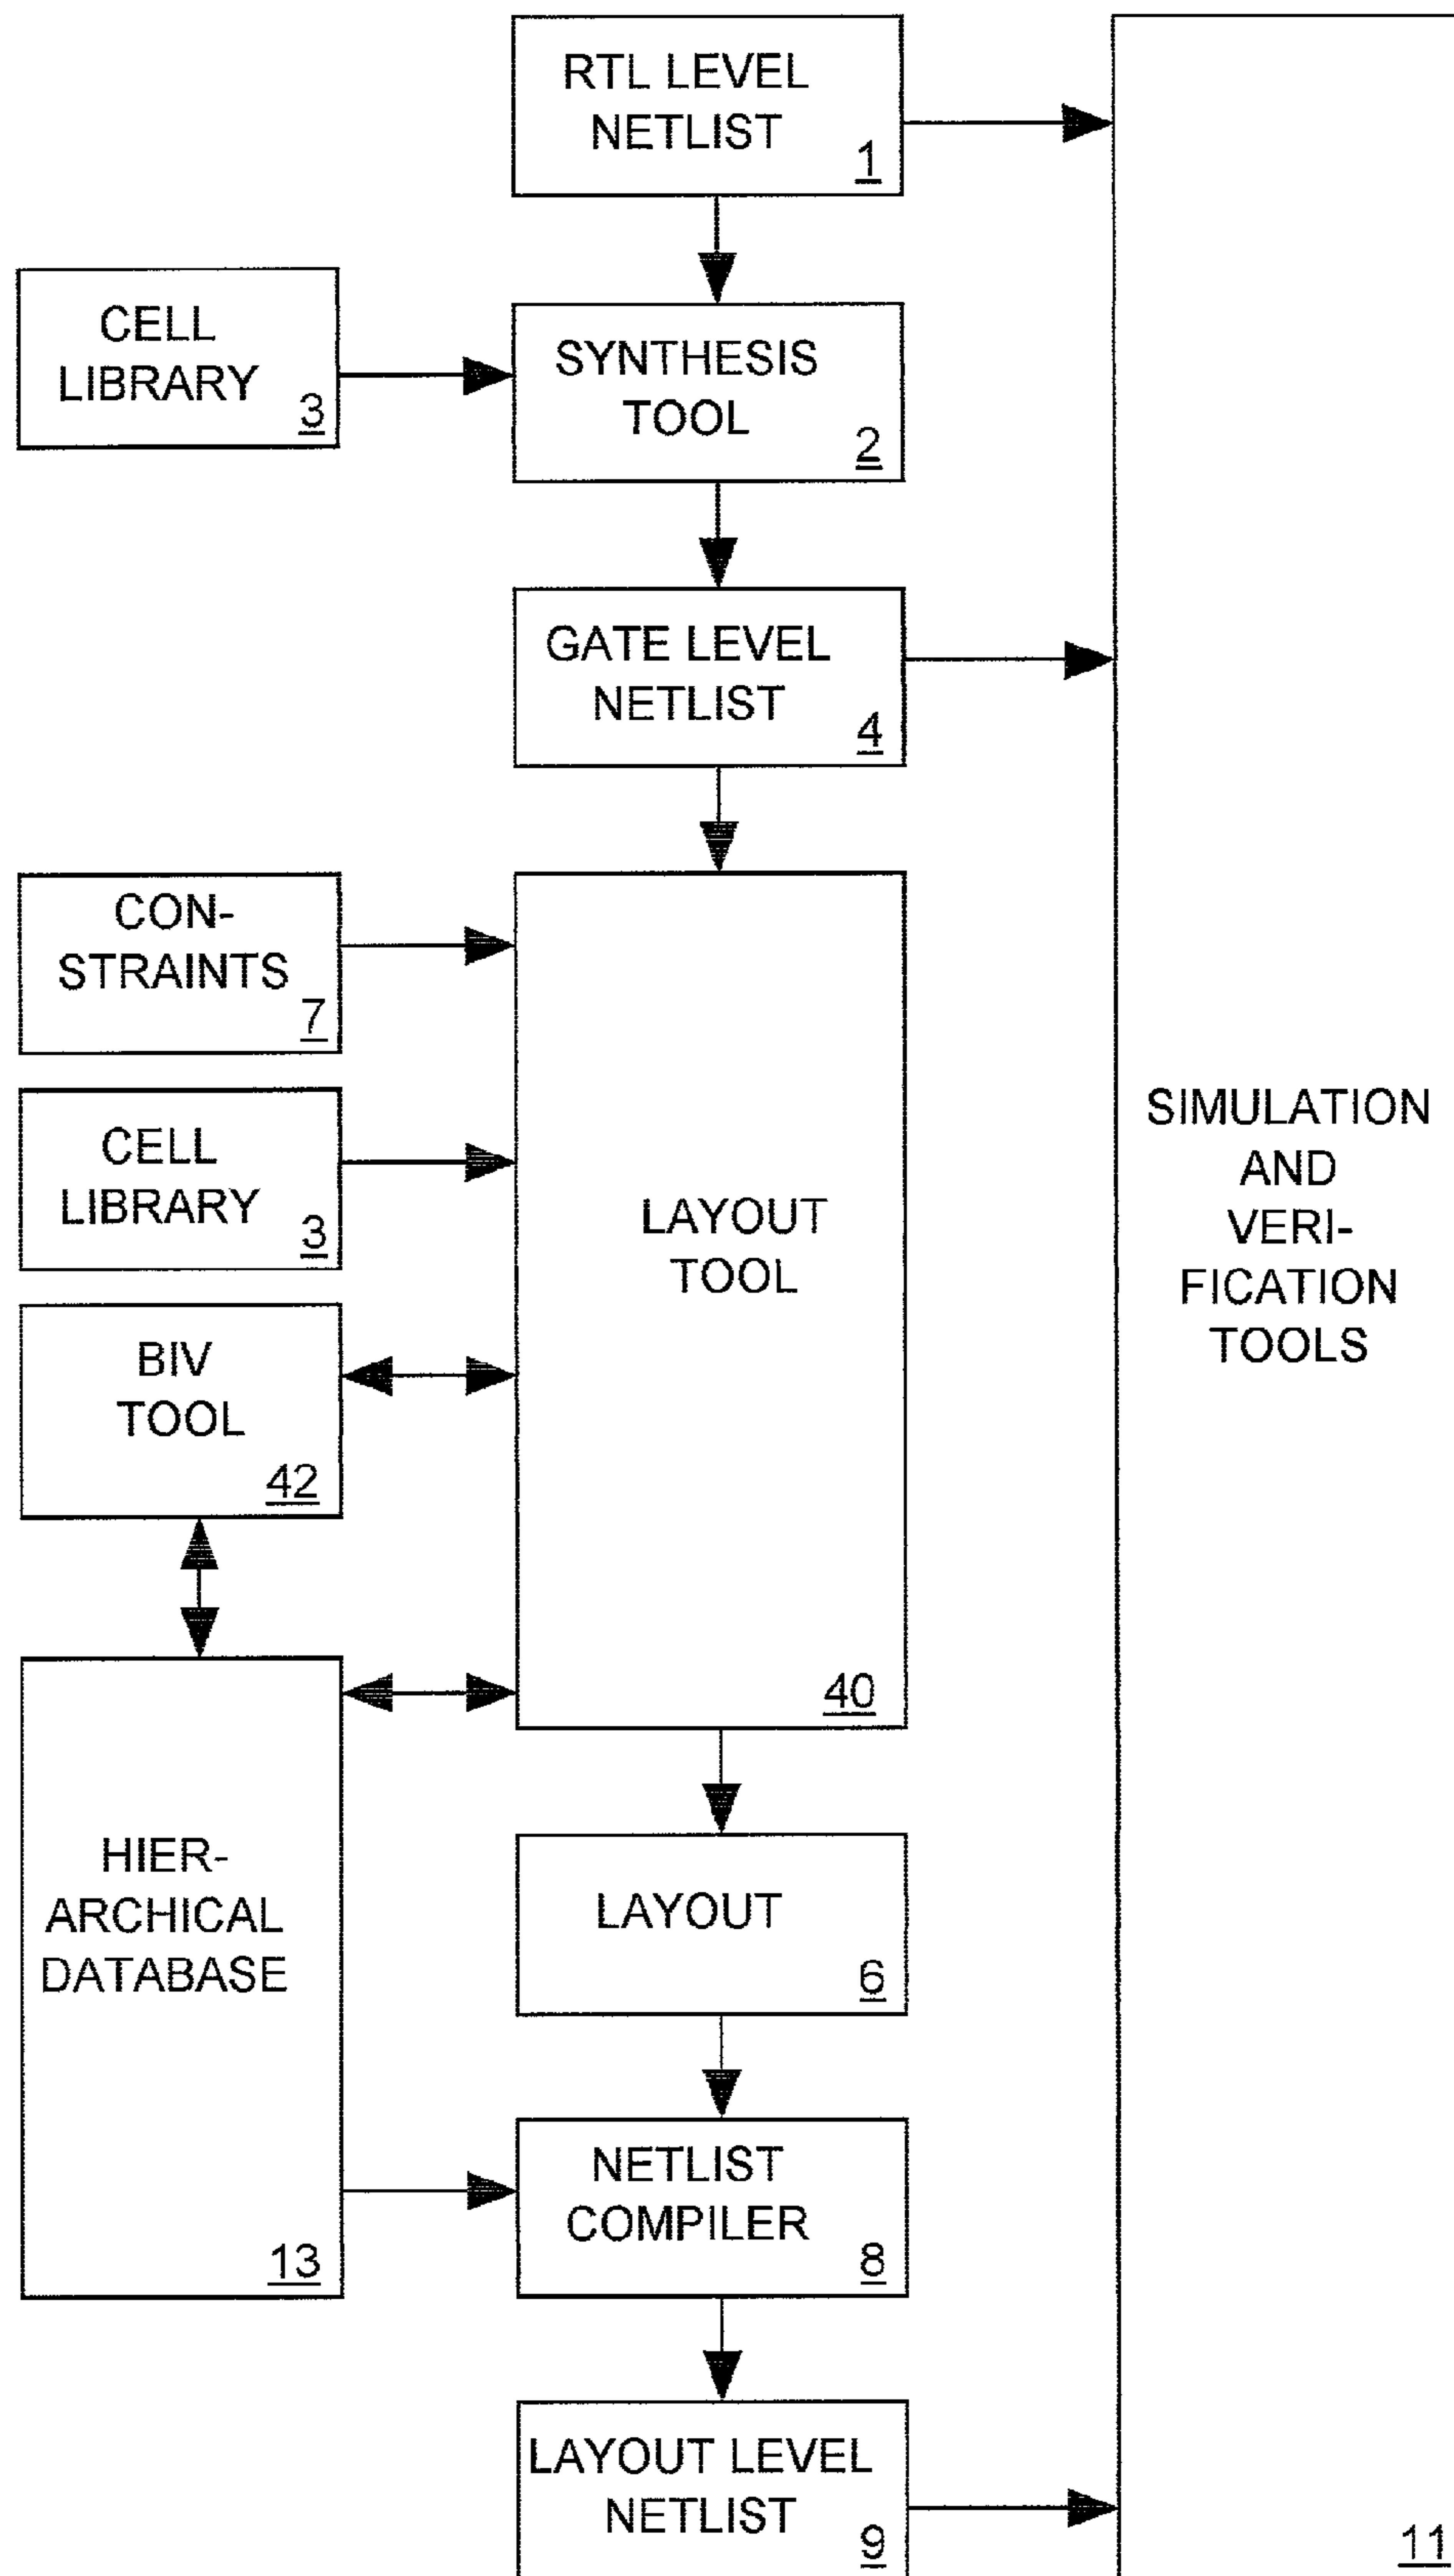 RTL LEVEL
NETLIST
1
CELL
LIBRARY
3
SYNTHESIS
TOOL
2
GATE LEVEL
NETLIST
4
CON-
STRAINTS
7
CELL
LIBRARY
3
LAYOUT
TOOL
40
BIV
TOOL
42
SIMULATION
AND
VERI-
FICATION
TOOLS
11
HIER-
ARCHICAL
DATABASE
13
LAYOUT
6
NETLIST
COMPILER
8
LAYOUT LEVEL
NETLIST
9